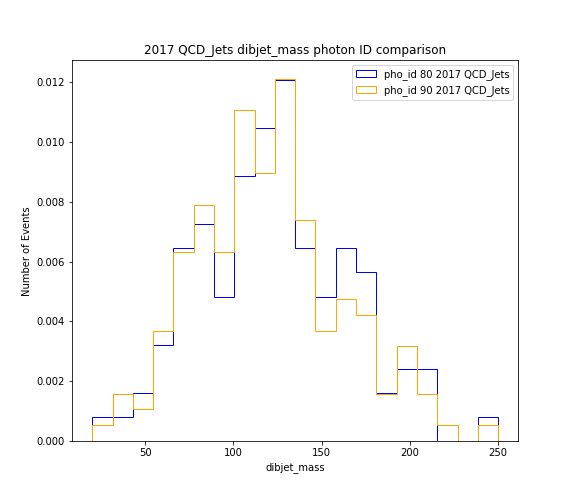 2017 QCD_Jets dibjet_mass photon ID comparison
pho_id 80 2017 QCD_Jets
pho_id 90 2017 QCD_Jets
Number of Events
0.012
0.010
0.008
0.006
0.004
0.002
0.000
50 100 150 200 250
dibjet_mass